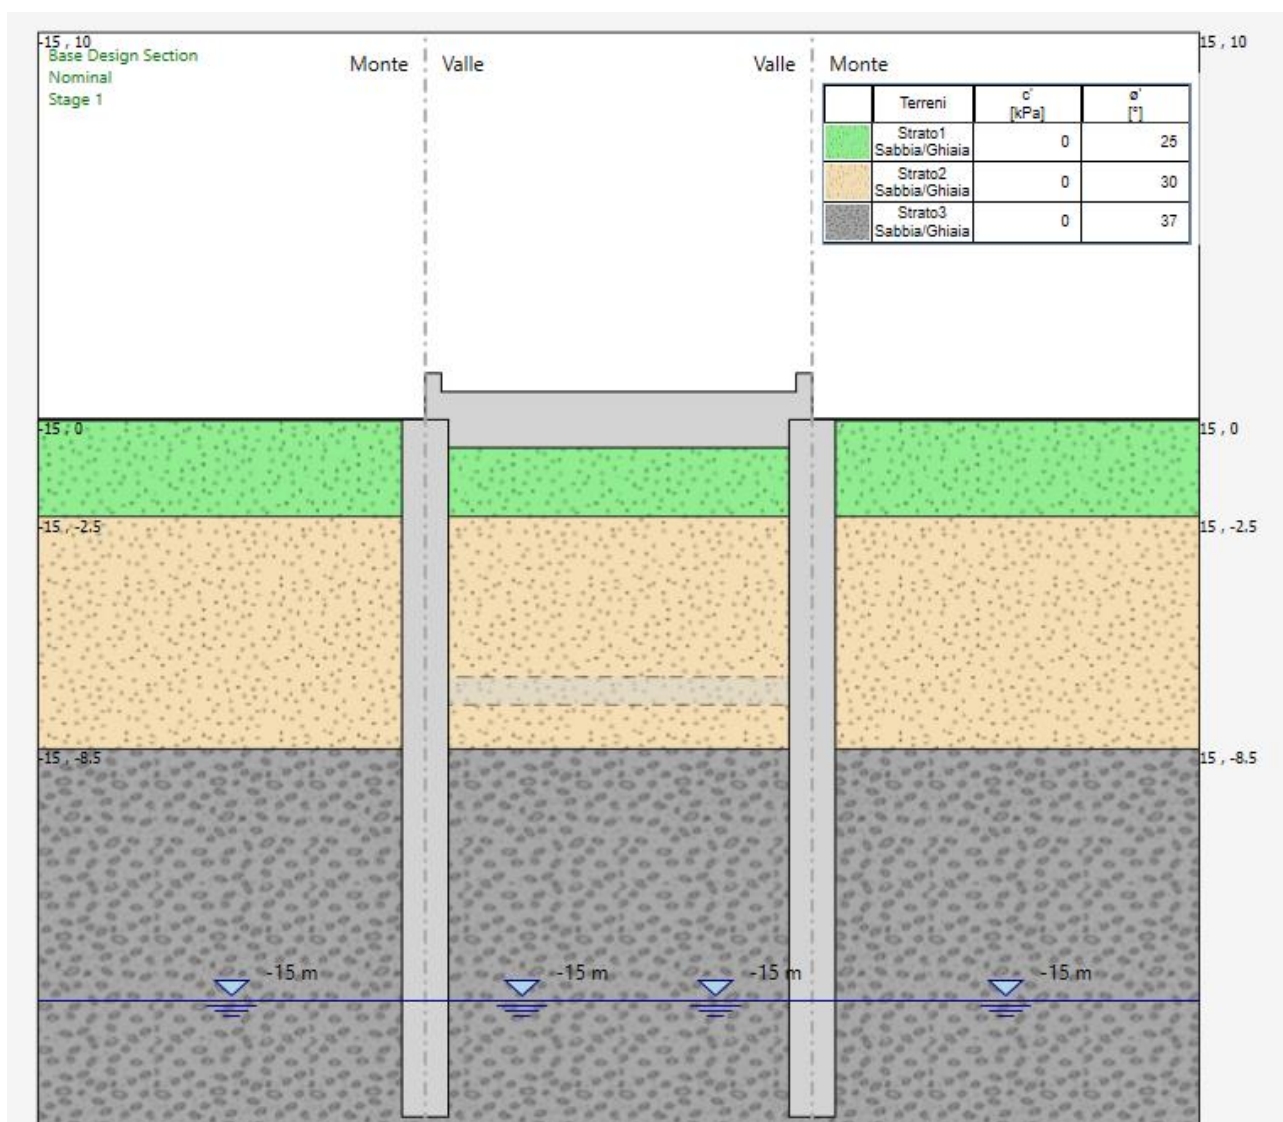 -15 , 10
15 , 10
Base Design Section
Nominal
Stage 1
Monte
Valle
Valle
Monte
Terreni c' [kPa] ø' [°]
Strato1
Sabbia/Ghiaia 0 25
Strato2
Sabbia/Ghiaia 0 30
Strato3
Sabbia/Ghiaia 0 37
-15 , 0
15 , 0
-15 , -2.5
15 , -2.5
-15 , -8.5
15 , -8.5
-15 m
-15 m
-15 m
-15 m